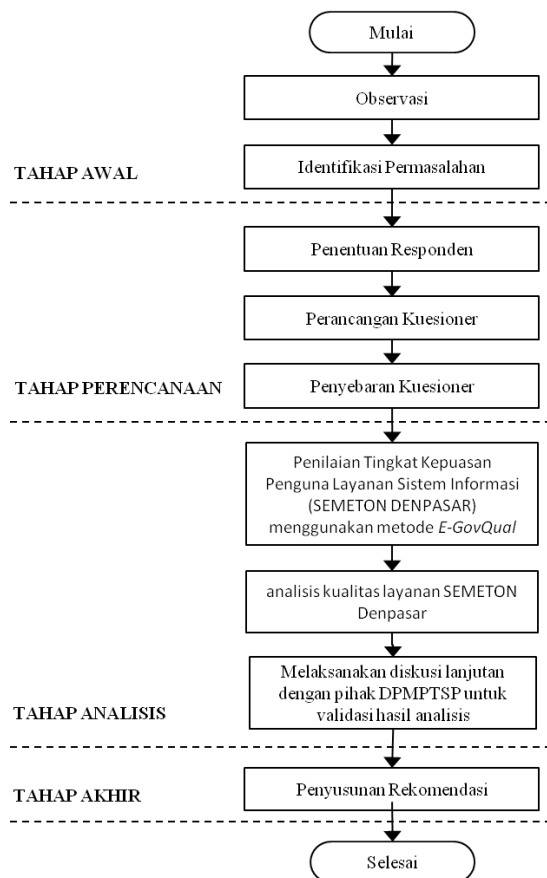 Mulai
Observasi
Identifikasi Permasalahan
TAHAP AWAL
Penentuan Responden
Perancangan Kuesioner
Penyebaran Kuesioner
TAHAP PERENCANAAN
Penilaian Tingkat Kepuasan
Penguna Layanan Sistem Informasi
(SEMETON DENPASAR)
menggunakan metode E-GovQual
analisis kualitas layanan SEMETON
Denpasar
Melaksanakan diskusi lanjutan
dengan pihak DPMPTSP untuk
validasi hasil analisis
TAHAP ANALISIS
Penyusunan Rekomendasi
TAHAP AKHIR
Selesai